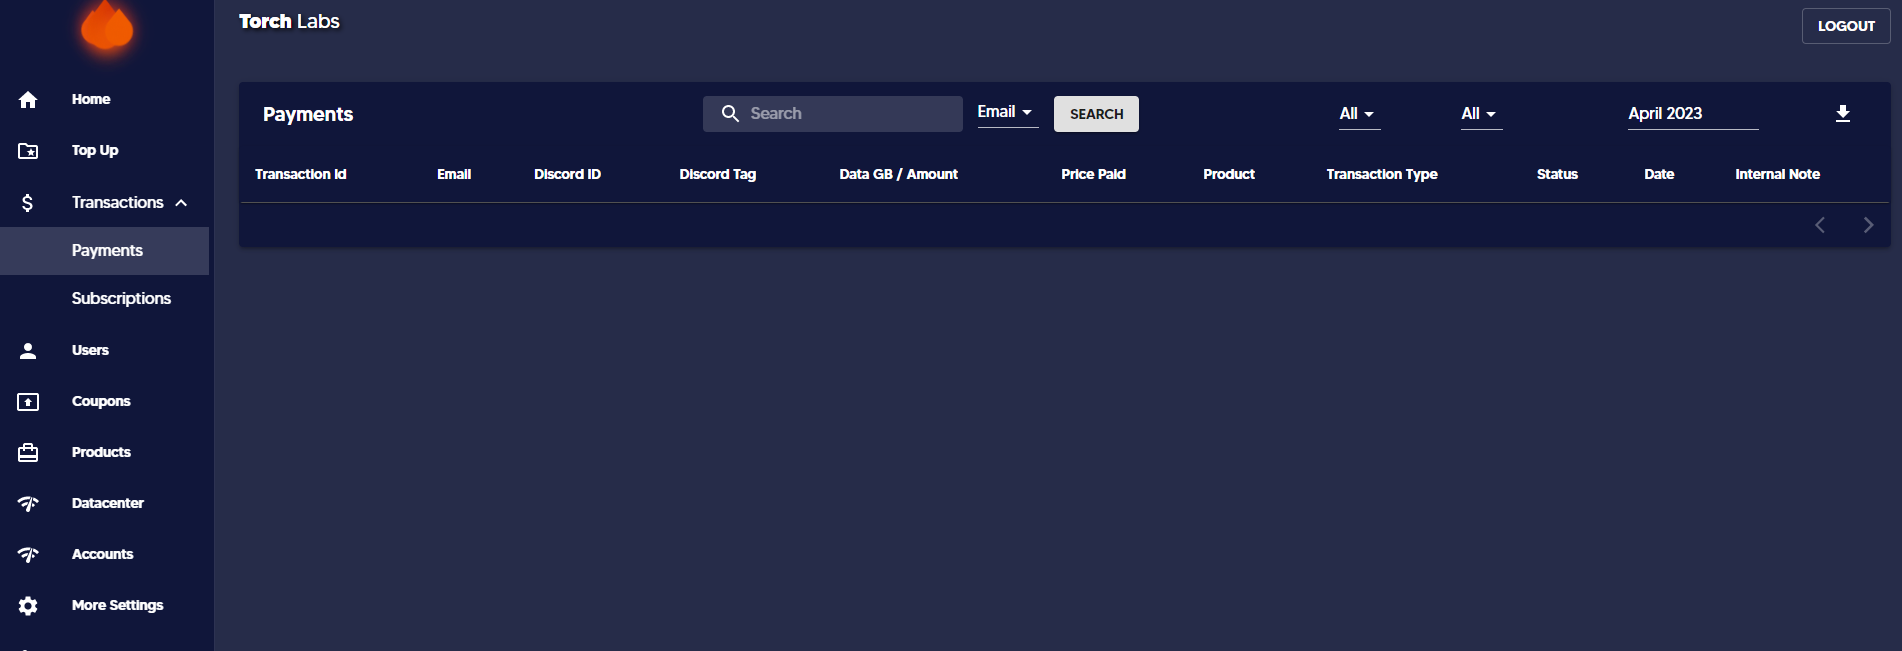 Torch Labs
LOGOUT
Home
Top Up
Transactions
Payments
Subscriptions
Users
Coupons
Products
Datacenter
Accounts
More Settings
Payments
Search
Email
SEARCH
All
All
April 2023
Transaction Id Email Discord ID Discord Tag Data GB / Amount Price Paid Product Transaction Type Status Date Internal Note